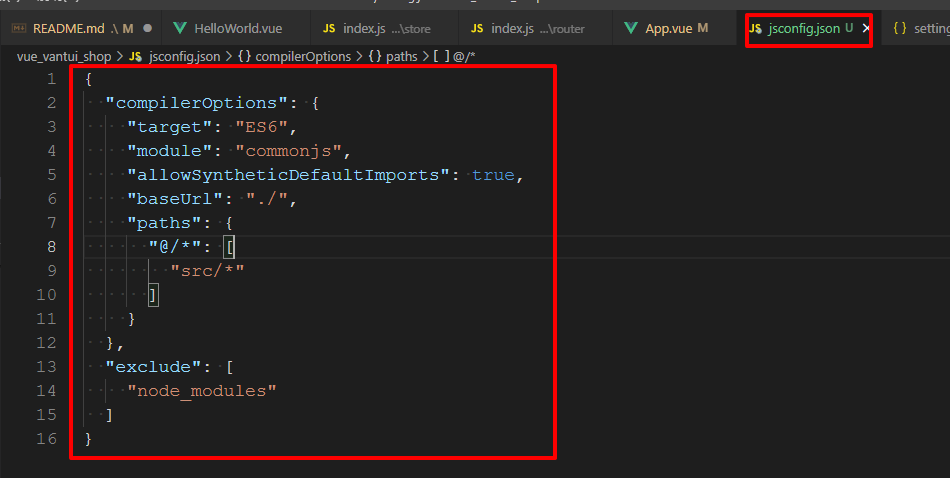 README.md .\ M
HelloWorld.vue
JS index.js ...\store
JS index.js ...\router
App.vue M
JS jsconfig.json U ×
{ } setting
vue_vantui_shop > JS jsconfig.json > { } compilerOptions > { } paths > [ ] @/*
1 {
2 "compilerOptions": {
3 "target": "ES6",
4 "module": "commonjs",
5 "allowSyntheticDefaultImports": true,
6 "baseUrl": "./",
7 "paths": {
8 "@/*": [
9 "src/*"
10 ]
11 }
12 },
13 "exclude": [
14 "node_modules"
15 ]
16 }